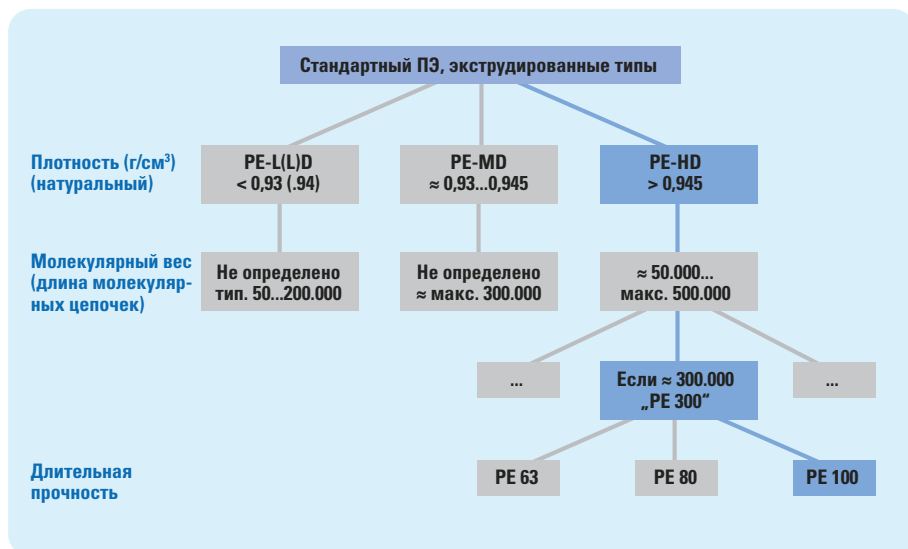 Стандартный ПЭ, экструдированные типы
Плотность (г/см³)
(натуральный)
PE-L(L)D
< 0,93 (.94)
PE-MD
≈ 0,93...0,945
PE-HD
> 0,945
Молекулярный вес
(длина молекуляр-
ных цепочек)
Не определено
тип. 50...200.000
Не определено
≈ макс. 300.000
≈ 50.000...
макс. 500.000
...
Если ≈ 300.000
„PE 300“
...
Длительная
прочность
PE 63
PE 80
PE 100